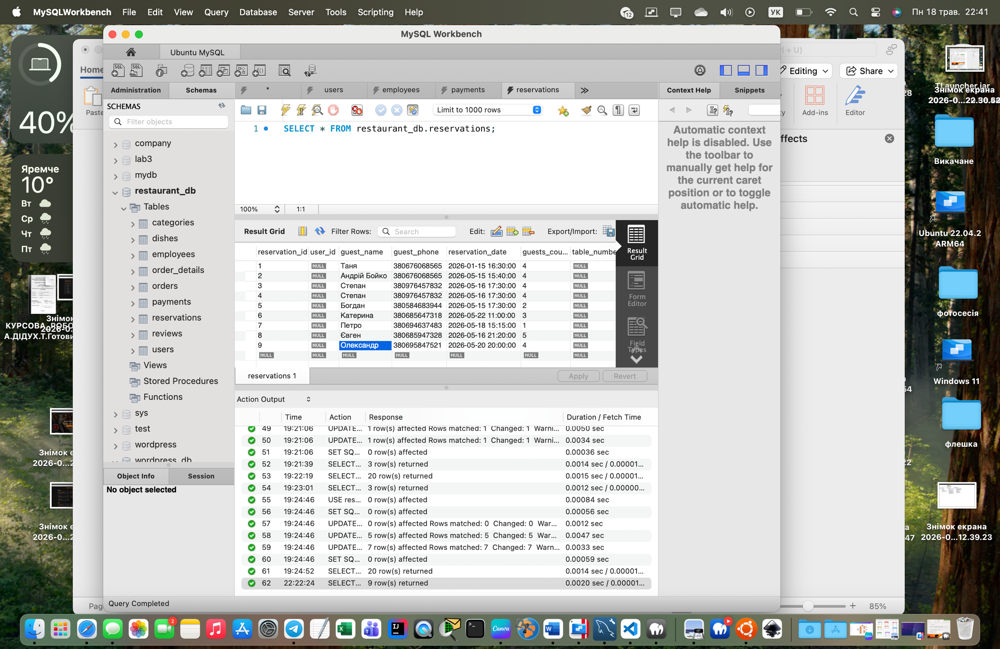 MySQLWorkbench File Edit View Query Database Server Tools Scripting Help
12 УК Пн 18 трав. 22:41
MySQL Workbench
Ubuntu MySQL
Home
Paste
Editing Share
Add-ins Editor
40%
Яремче
10°
Вт
Ср
Чт
Пт
Administration Schemas
SCHEMAS
Filter objects
company
lab3
mydb
restaurant_db
Tables
categories
dishes
employees
order_details
orders
payments
reservations
reviews
users
Views
Stored Procedures
Functions
sys
test
wordpress
wordpress_db
Object Info Session
No object selected
* users employees payments reservations
Limit to 1000 rows
1 SELECT * FROM restaurant_db.reservations;
100% 1:1
Result Grid Filter Rows: Search Edit: Export/Import:
reservation_id user_id guest_name guest_phone reservation_date guests_cou... table_numbe
1 NULL Таня 380676068565 2026-01-15 16:30:00 4 NULL
2 NULL Андрій Бойко 380676068565 2026-05-15 15:40:00 4 NULL
3 NULL Степан 380976457832 2026-05-16 17:30:00 4 NULL
4 NULL Степан 380976457832 2026-05-16 17:30:00 4 NULL
5 NULL Богдан 380584683944 2026-05-15 17:30:00 2 NULL
6 NULL Катерина 380685647318 2026-05-22 11:00:00 3 NULL
7 NULL Петро 380694637483 2026-05-18 15:15:00 1 NULL
8 NULL Євген 380685947328 2026-05-16 21:20:00 5 NULL
9 NULL Олександр 380695847521 2026-05-20 20:00:00 4 NULL
NULL NULL NULL NULL NULL NULL NULL
Result
Grid
Form
Editor
Field
Types
reservations 1 Apply Revert
Action Output
Time Action Response Duration / Fetch Time
49 19:21:06 UPDATE... 1 row(s) affected Rows matched: 1 Changed: 1 Warni... 0.0050 sec
50 19:21:06 UPDATE... 1 row(s) affected Rows matched: 1 Changed: 1 Warni... 0.0034 sec
51 19:21:06 SET SQ... 0 row(s) affected 0.00036 sec
52 19:21:39 SELECT... 3 row(s) returned 0.0014 sec / 0.00001...
53 19:22:19 SELECT... 20 row(s) returned 0.0015 sec / 0.00001...
54 19:23:01 SELECT... 3 row(s) returned 0.0012 sec / 0.00000...
55 19:24:46 USE res... 0 row(s) affected 0.00084 sec
56 19:24:46 SET SQ... 0 row(s) affected 0.00056 sec
57 19:24:46 UPDATE... 0 row(s) affected Rows matched: 0 Changed: 0 War... 0.0012 sec
58 19:24:46 UPDATE... 5 row(s) affected Rows matched: 5 Changed: 5 War... 0.0047 sec
59 19:24:46 UPDATE... 7 row(s) affected Rows matched: 7 Changed: 7 Warn... 0.0033 sec
60 19:24:46 SET SQ... 0 row(s) affected 0.00059 sec
61 19:24:52 SELECT... 20 row(s) returned 0.0014 sec / 0.00001...
62 22:22:24 SELECT... 9 row(s) returned 0.0020 sec / 0.00001...
Query Completed
Context Help Snippets
Automatic context
help is disabled. Use
the toolbar to
manually get help for
the current caret
position or to toggle
automatic help.
ffects
85%
TLauncher.jar
Знімок екрана
Викачане
Ubuntu 22.04.2
ARM64
фотосесія
Windows 11
флешка
Знімок екрана
2026-0...12.39.23
2
Canva